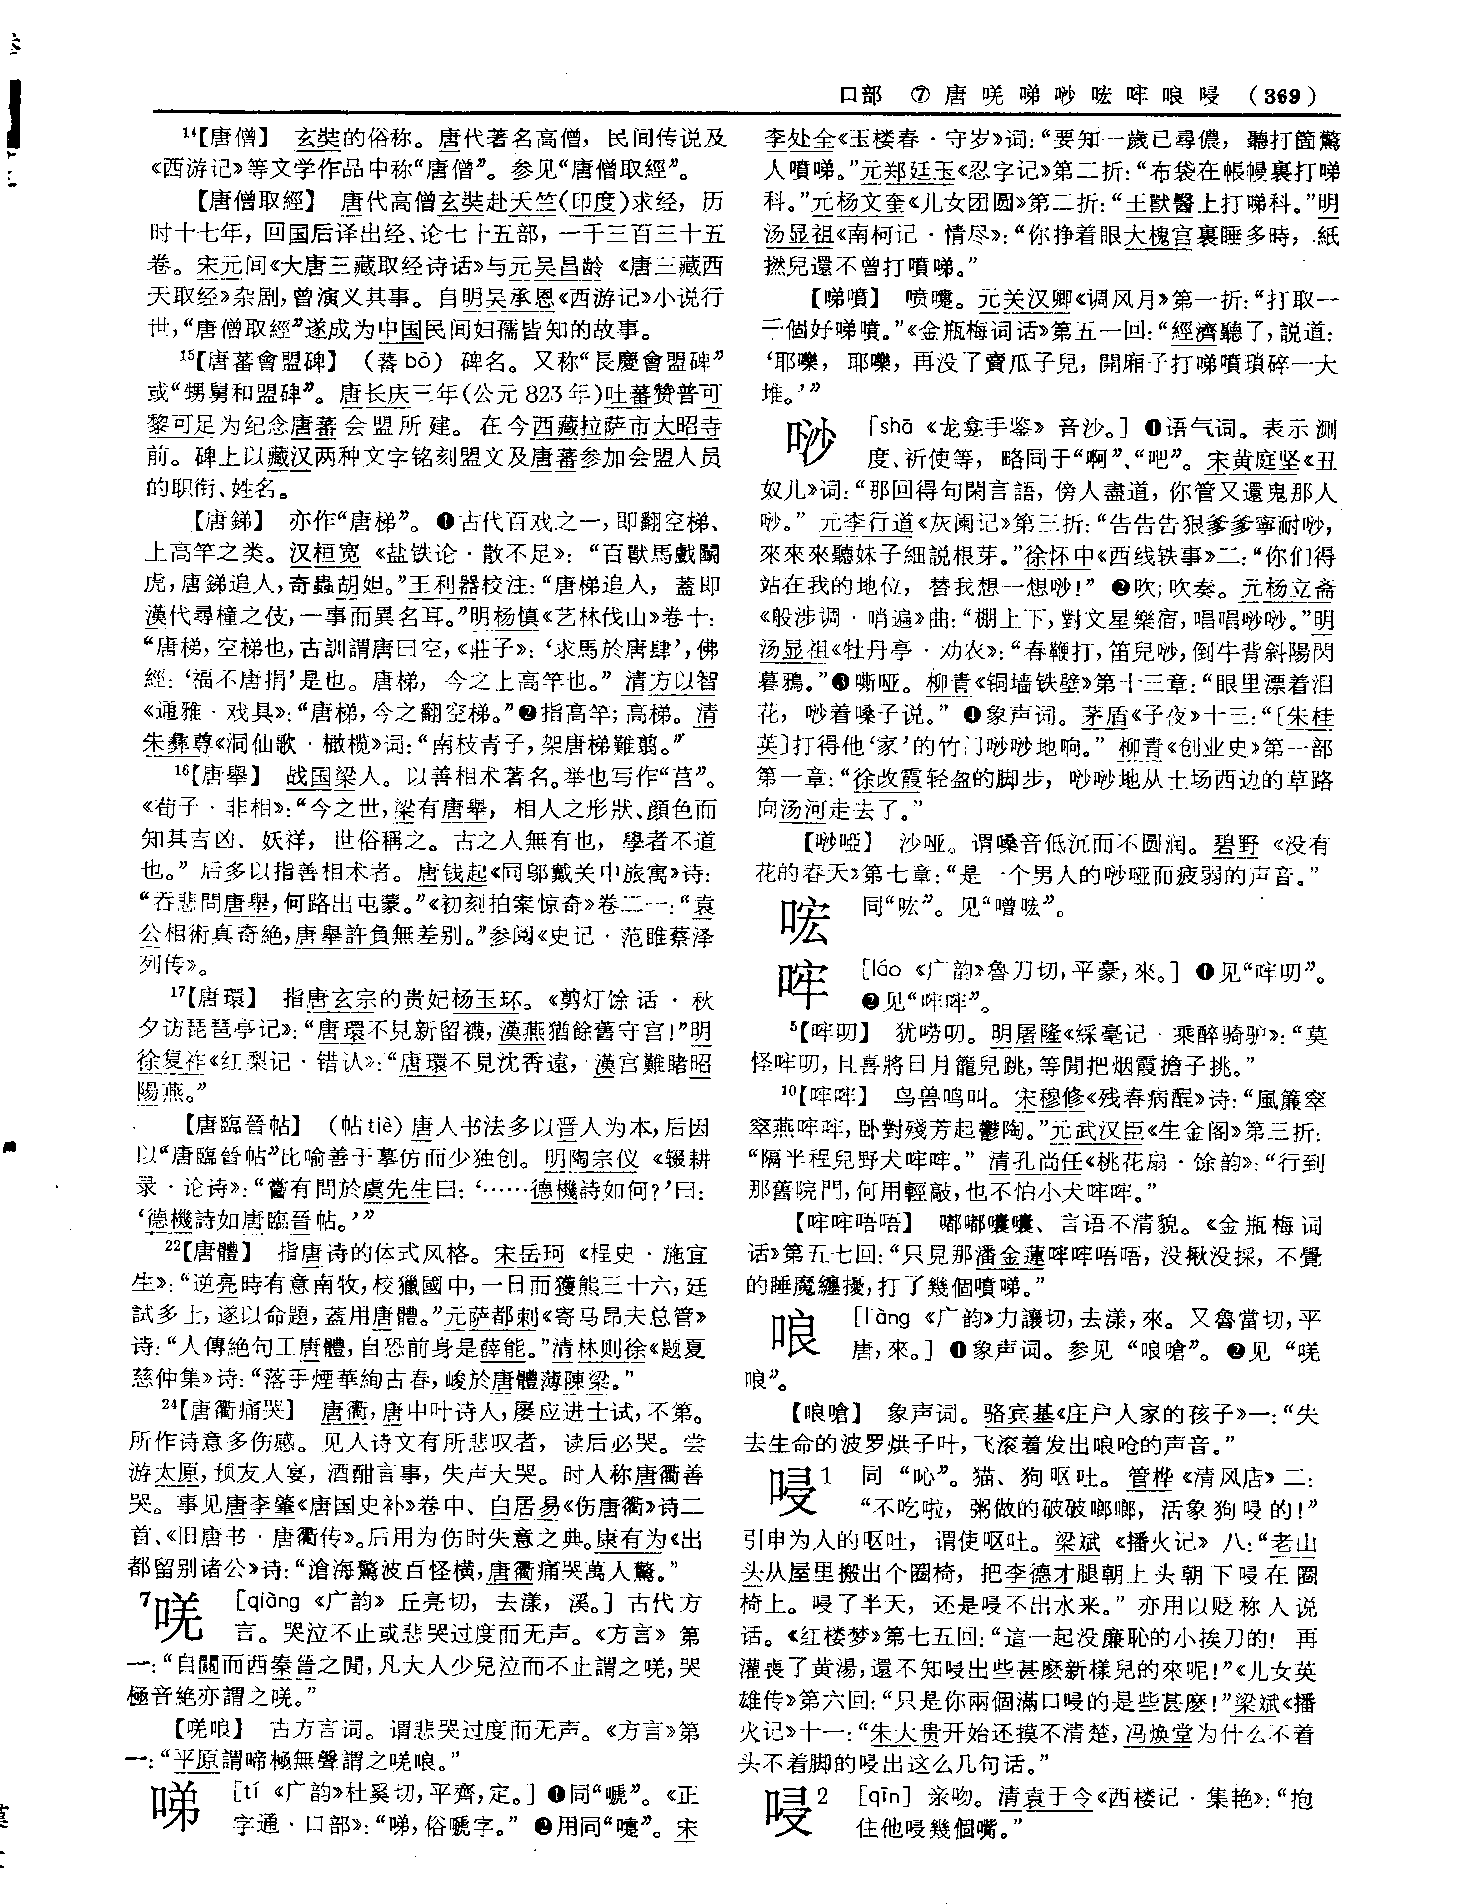 口部 ⑦ 唐唴唏唦呟哰哴唚 (369)
¹⁴【唐僧】 玄奘的俗称。唐代著名高僧，民间传说及
《西游记》等文学作品中称“唐僧”。参见“唐僧取經”。
【唐僧取經】 唐代高僧玄奘赴天竺(印度)求经，历
时十七年，回国后译出经、论七十五部，一千三百三十五
卷。宋元间《大唐三藏取经诗话》与元吴昌龄《唐三藏西
天取经》杂剧，曾演义其事。自明吴承恩《西游记》小说行
世，“唐僧取經”遂成为中国民间妇孺皆知的故事。
¹⁵【唐蕃會盟碑】 （蕃bō） 碑名。又称“長慶會盟碑”
或“甥舅和盟碑”。唐长庆三年(公元823年)吐蕃赞普可
黎可足为纪念唐蕃会盟所建。在今西藏拉萨市大昭寺
前。碑上以藏汉两种文字铭刻盟文及唐蕃参加会盟人员
的职衔、姓名。
【唐銻】 亦作“唐梯”。❶古代百戏之一，即翻空梯、
上高竿之类。汉桓宽《盐铁论·散不足》：“百獸馬戲鬭
虎，唐銻追人，奇蟲胡妲。”王利器校注：“唐梯追人，蓋即
漢代尋橦之伎，一事而異名耳。”明杨慎《艺林伐山》卷十：
“唐梯，空梯也，古訓謂唐曰空，《莊子》：‘求馬於唐肆’，佛
經：‘福不唐捐’是也。唐梯，今之上高竿也。”清方以智
《通雅·戏具》：“唐梯，今之翻空梯。”❷指高竿；高梯。清
朱彝尊《洞仙歌·橄榄》词：“南枝青子，架唐梯難翦。”
¹⁶【唐舉】 战国梁人。以善相术著名。举也写作“莒”。
《荀子·非相》：“今之世，梁有唐舉，相人之形狀、顔色而
知其吉凶、妖祥，世俗稱之。古之人無有也，學者不道
也。”后多以指善相术者。唐钱起《同邬戴关中旅寓》诗：
“吞悲問唐舉，何路出屯蒙。”《初刻拍案惊奇》卷二一：“袁
公相術真奇絶，唐舉許負無差别。”参阅《史记·范雎蔡泽
列传》。
¹⁷【唐環】 指唐玄宗的贵妃杨玉环。《剪灯馀话·秋
夕访琵琶亭记》：“唐環不見新留襪，漢燕猶餘舊守宫！”明
徐复祚《红梨记·错认》：“唐環不見沈香遠，漢宫難睹昭
陽燕。”
【唐臨晉帖】 （帖tiè）唐人书法多以晋人为本，后因
以“唐臨晉帖”比喻善于摹仿而少独创。明陶宗仪《辍耕
录·论诗》：“嘗有問於虞先生曰：‘……德機詩如何？’曰：
‘德機詩如唐臨晉帖。’”
²²【唐體】 指唐诗的体式风格。宋岳珂《桯史·施宜
生》：“逆亮時有意南牧，校獵國中，一日而獲熊三十六，廷
試多士，遂以命題，蓋用唐體。”元萨都剌《寄马昂夫总管》
诗：“人傳絶句工唐體，自恐前身是薛能。”清林则徐《题夏
慈仲集》诗：“落手煙華絢古春，峻於唐體薄陳梁。”
²⁴【唐衢痛哭】 唐衢，唐中叶诗人，屡应进士试，不第。
所作诗意多伤感。见人诗文有所悲叹者，读后必哭。尝
游太原，预友人宴，酒酣言事，失声大哭。时人称唐衢善
哭。事见唐李肇《唐国史补》卷中、白居易《伤唐衢》诗二
首、《旧唐书·唐衢传》。后用为伤时失意之典。康有为《出
都留别诸公》诗：“滄海驚波百怪横，唐衢痛哭萬人驚。”
⁷唴 [qiàng《广韵》丘亮切，去漾，溪。] 古代方
言。哭泣不止或悲哭过度而无声。《方言》第
一：“自關而西秦晉之間，凡大人少兒泣而不止謂之唴，哭
極音絶亦謂之唴。”
【唴哴】 古方言词。谓悲哭过度而无声。《方言》第
一：“平原謂啼極無聲謂之唴哴。”
啑 [tí《广韵》杜奚切，平齊，定。] ❶同“嗁”。《正
字通·口部》：“唏，俗嗁字。”❷用同“嚏”。宋
李处全《玉楼春·守岁》词：“要知一歲已尋儂，聽打箇驚
人噴唏。”元郑廷玉《忍字记》第二折：“布袋在帳幔裏打唏
科。”元杨文奎《儿女团圆》第二折：“王獸醫上打唏科。”明
汤显祖《南柯记·情尽》：“你挣着眼大槐宫裏睡多時，紙
撚兒還不曾打噴唏。”
【唏噴】 喷嚏。元关汉卿《调风月》第一折：“打取一
千個好唏噴。”《金瓶梅词话》第五一回：“經濟聽了，説道：
‘耶嚛，耶嚛，再没了賣瓜子兒，開廂子打唏噴瑣碎一大
堆。’”
唦 [shā《龙龛手鉴》音沙。] ❶语气词。表示测
度、祈使等，略同于“啊”、“吧”。宋黄庭坚《丑
奴儿》词：“那回得句閑言語，傍人盡道，你管又還鬼那人
唦。”元李行道《灰阑记》第三折：“告告告狠爹爹寧耐唦，
來來來聽妹子細説根芽。”徐怀中《西线轶事》二：“你们得
站在我的地位，替我想一想唦！”❷吹；吹奏。元杨立斋
《般涉调·哨遍》曲：“棚上下，對文星樂宿，唱唱唦唦。”明
汤显祖《牡丹亭·劝农》：“春鞭打，笛兒唦，倒牛背斜陽閃
暮鴉。”❸嘶哑。柳青《铜墙铁壁》第十三章：“眼里漂着泪
花，唦着嗓子说。”❹象声词。茅盾《子夜》十三：“〔朱桂
英〕打得他‘家’的竹门唦唦地响。”柳青《创业史》第一部
第一章：“徐改霞轻盈的脚步，唦唦地从土场西边的草路
向汤河走去了。”
【唦啞】 沙哑。谓嗓音低沉而不圆润。碧野《没有
花的春天》第七章：“是一个男人的唦哑而疲弱的声音。”
同“吰”。见“噌吰”。
哰 [láo《广韵》魯刀切，平豪，來。] ❶见“哰叨”。
❷见“哰哰”。
⁵【哰叨】 犹唠叨。明屠隆《綵毫记·乘醉骑驴》：“莫
怪哰叨，且喜將日月籠兒跳，等閒把烟霞擔子挑。”
¹⁰【哰哰】 鸟兽鸣叫。宋穆修《残春病酲》诗：“風簾窣
窣燕哰哰，卧對殘芳起鬱陶。”元武汉臣《生金阁》第三折：
“隔半程兒野犬哰哰。”清孔尚任《桃花扇·馀韵》：“行到
那舊院門，何用輕敲，也不怕小犬哰哰。”
【哰哰唔唔】 嘟嘟囔囔、言语不清貌。《金瓶梅词
话》第五七回：“只見那潘金蓮哰哰唔唔，没揪没採，不覺
的睡魔纏擾，打了幾個噴唏。”
哴 [làng《广韵》力讓切，去漾，來。又魯當切，平
唐，來。] ❶象声词。参见“哴嗆”。❷见“唴
哴”。
【哴嗆】 象声词。骆宾基《庄户人家的孩子》一：“失
去生命的波罗烘子叶，飞滚着发出哴呛的声音。”
唚¹ 同“吣”。猫、狗呕吐。管桦《清风店》二：
“不吃啦，粥做的破破啷啷，活象狗唚的！”
引申为人的呕吐，谓使呕吐。梁斌《播火记》八：“老山
头从屋里搬出个圈椅，把李德才腿朝上头朝下唚在圈
椅上。唚了半天，还是唚不出水来。”亦用以贬称人说
话。《红楼梦》第七五回：“這一起没廉恥的小挨刀的！再
灌喪了黄湯，還不知唚出些甚麽新樣兒的來呢！”《儿女英
雄传》第六回：“只是你兩個滿口唚的是些甚麽！”梁斌《播
火记》十一：“朱大贵开始还摸不清楚，冯焕堂为什么不着
头不着脚的唚出这么几句话。”
唚² [qīn] 亲吻。清袁于令《西楼记·集艳》：“抱
住他唚幾個嘴。”